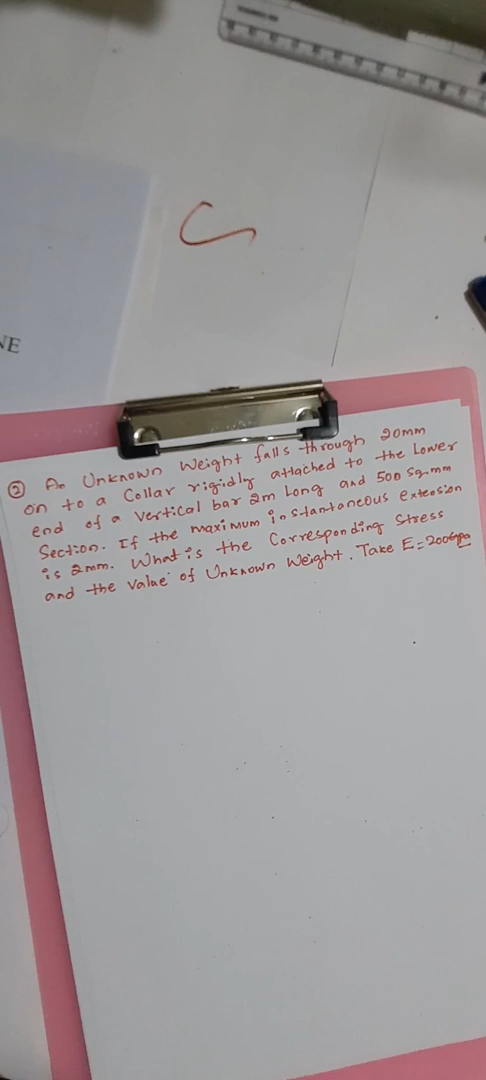 NE
② An Unknown Weight falls through 20mm
on to a Collar rigidly attached to the Lower
end of a Vertical bar 2m Long and 500 Sq.mm
Section. If the maximum instantaneous extension
is 2mm. What is the Corresponding Stress
and the Value of Unknown Weight. Take E=200Gpa